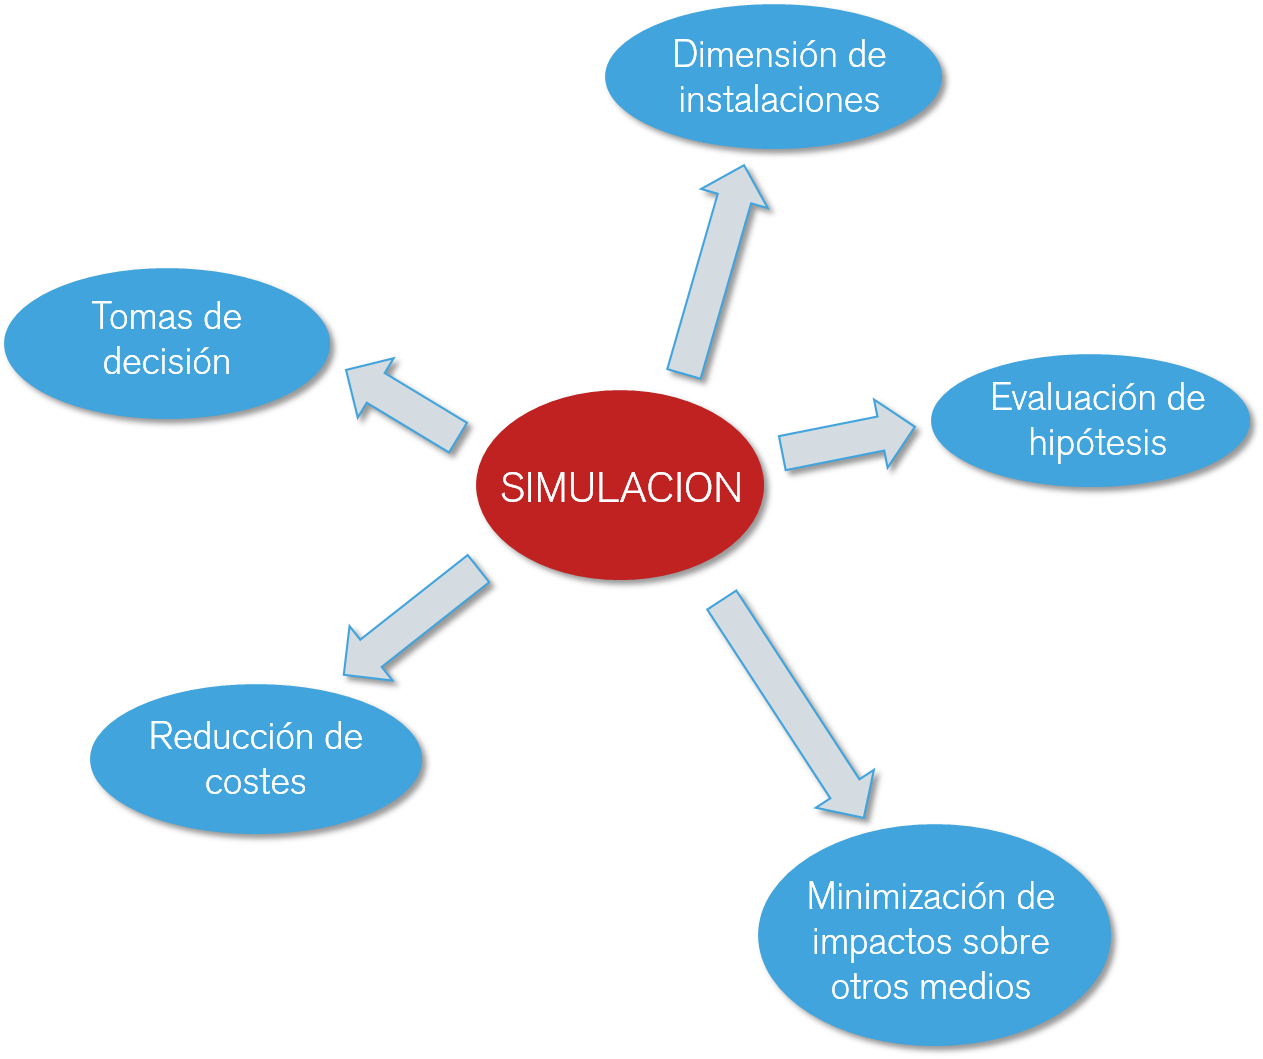 Dimensión de
instalaciones
Tomas de
decisión
Evaluación de
hipótesis
SIMULACION
Reducción de
costes
Minimización de
impactos sobre
otros medios